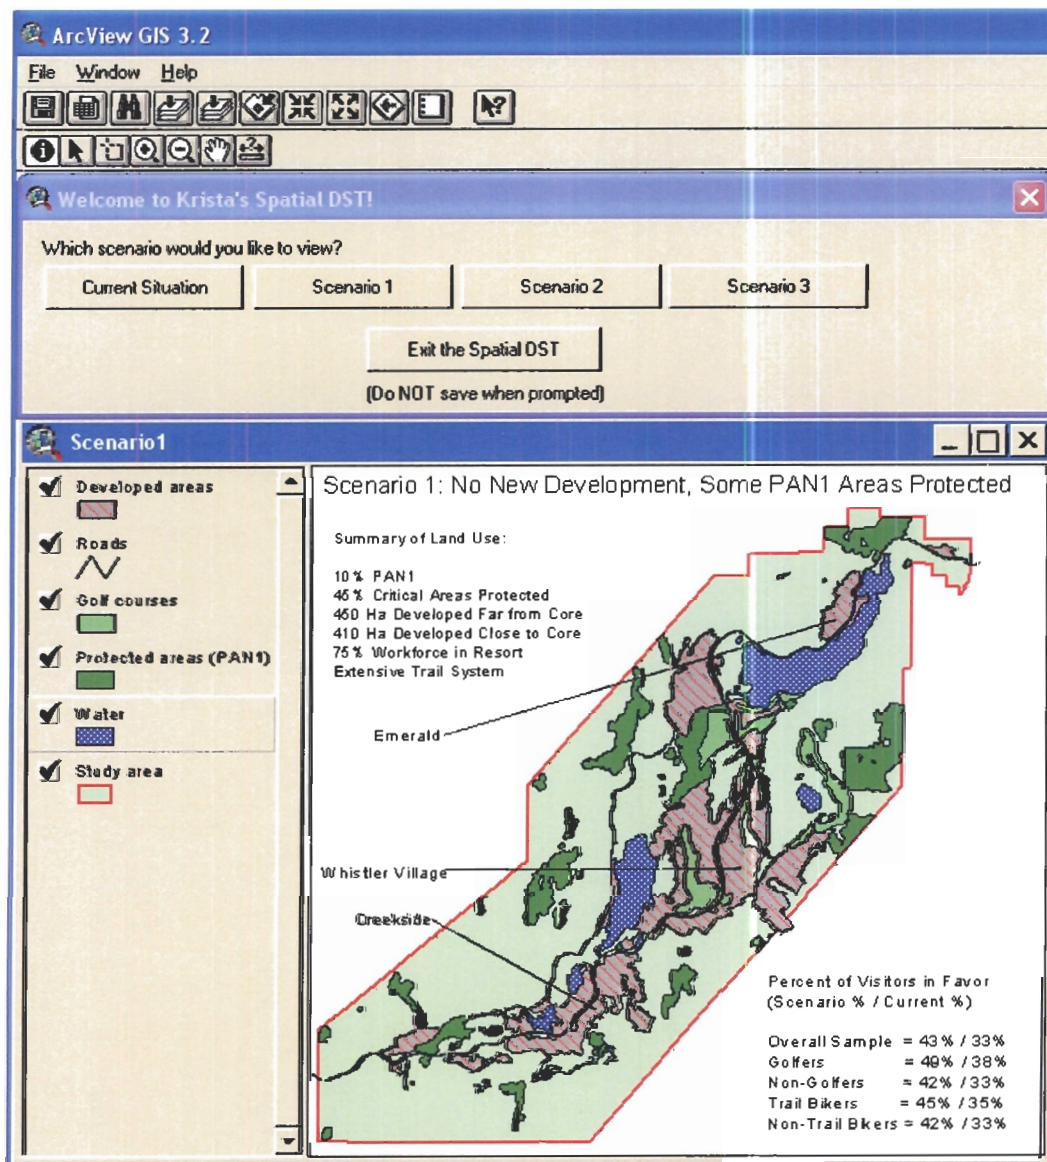 ArcView GIS 3.2
File Window Help
Welcome to Krista's Spatial DST!
Which scenario would you like to view?
Current Situation Scenario 1 Scenario 2 Scenario 3
Exit the Spatial DST
(Do NOT save when prompted)
Scenario1
Developed areas
Roads
Golf courses
Protected areas (PAN1)
Water
Study area
Scenario 1: No New Development, Some PAN1 Areas Protected
Summary of Land Use:
10% PAN1
45% Critical Areas Protected
450 Ha Developed Far from Core
410 Ha Developed Close to Core
75% Workforce in Resort
Extensive Trail System
Emerald
Whistler Village
Creekside
Percent of Visitors in Favor
(Scenario % / Current %)
Overall Sample = 43% / 33%
Golfers = 49% / 38%
Non-Golfers = 42% / 33%
Trail Bikers = 45% / 35%
Non-Trail Bikers = 42% / 33%